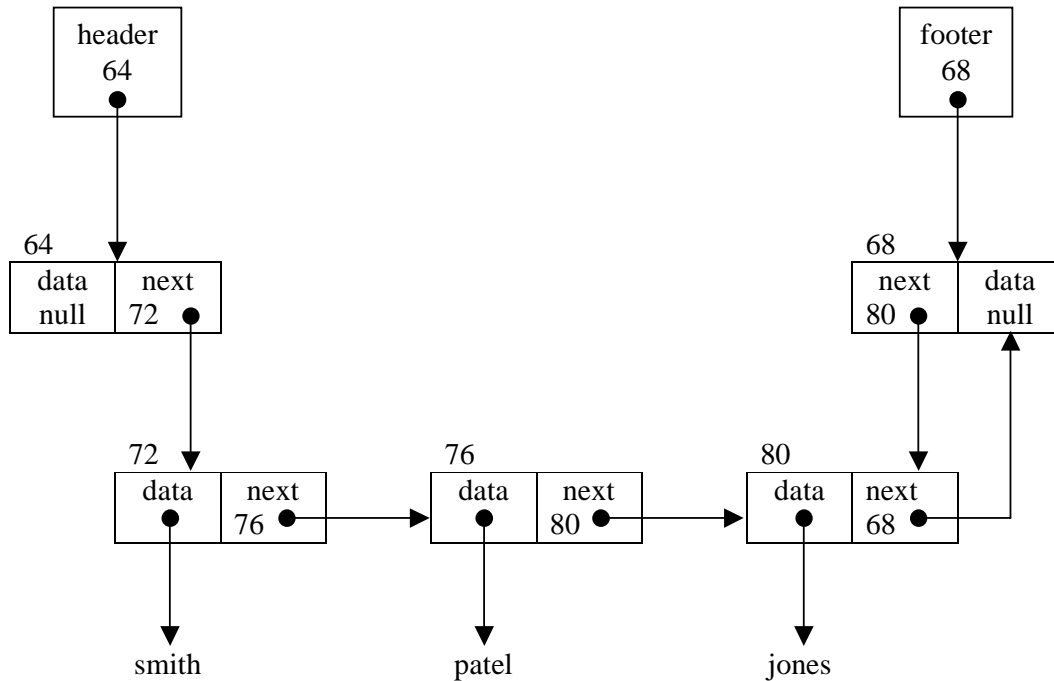 header
64
footer
68
64
data
null
next
72
68
next
80
data
null
72
data
next
76
76
data
next
80
80
data
next
68
smith
patel
jones